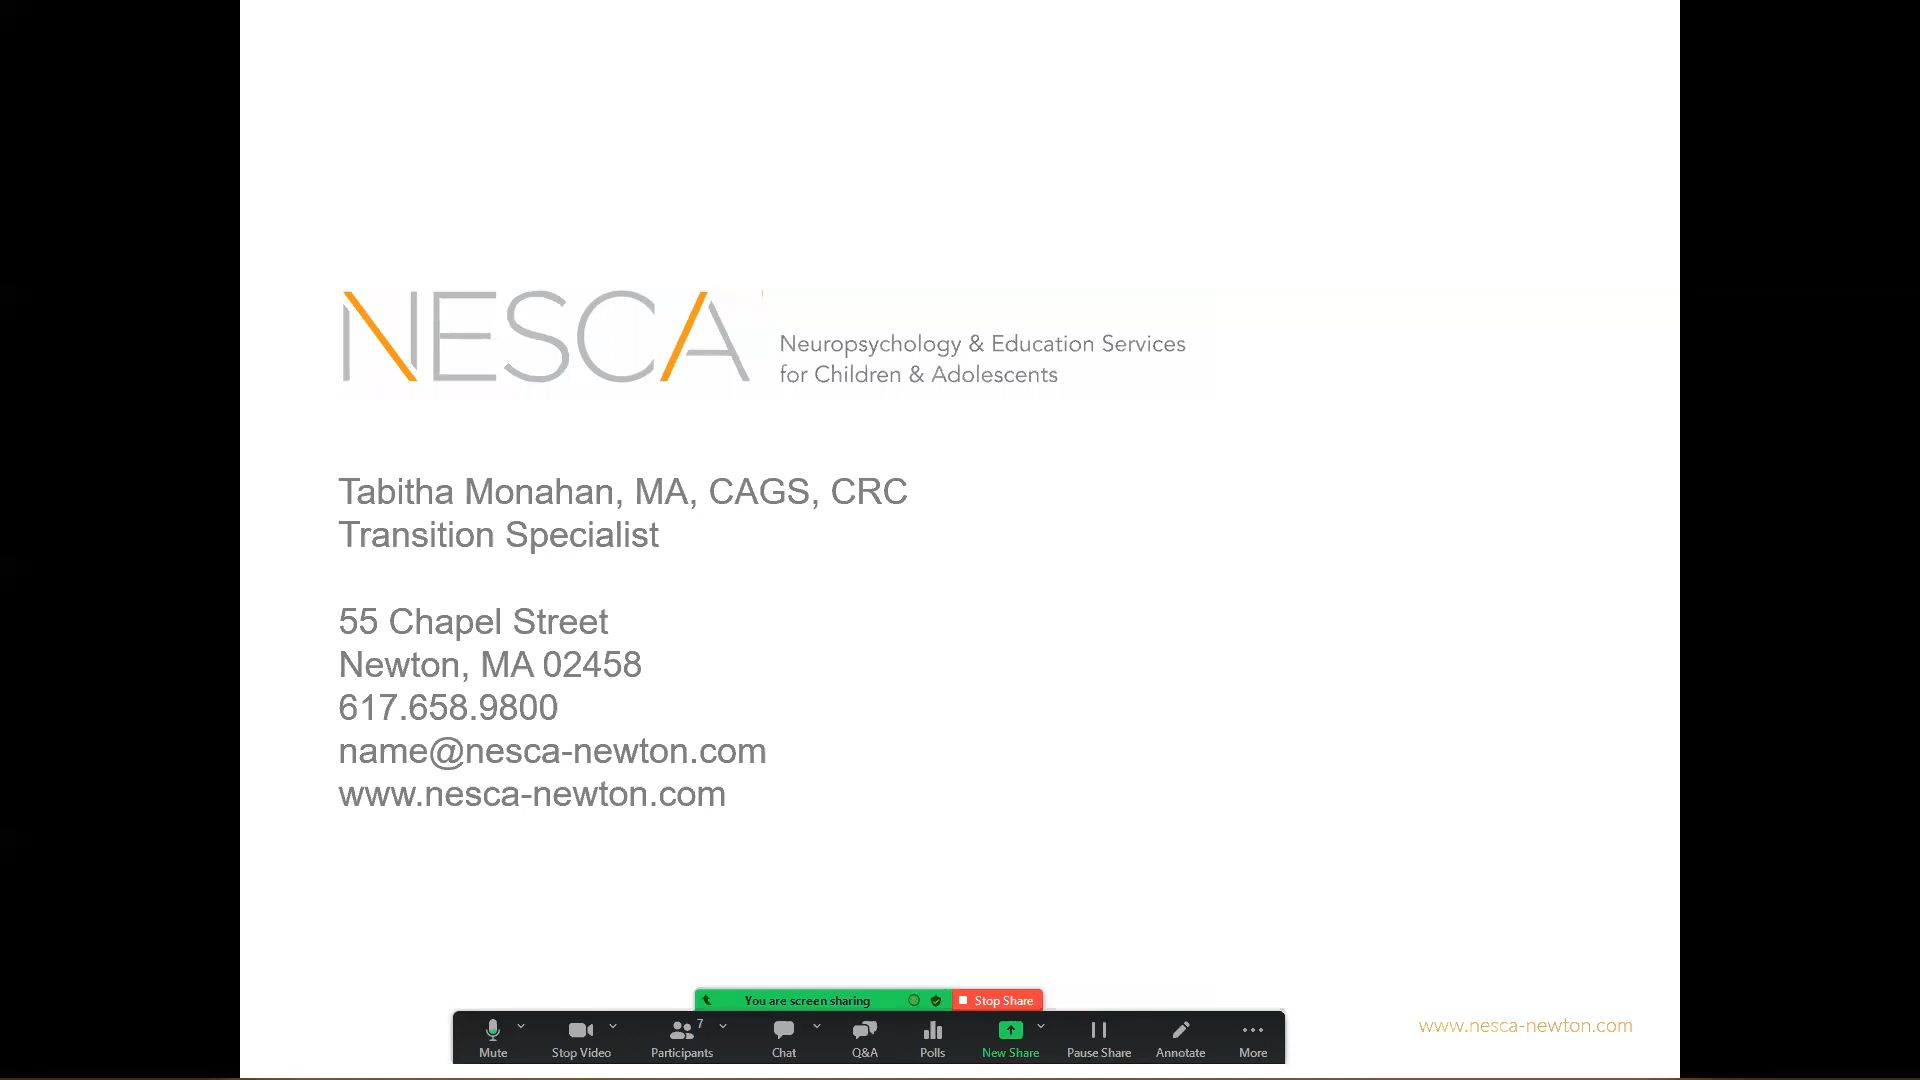 NESCA
Neuropsychology & Education Services
for Children & Adolescents
Tabitha Monahan, MA, CAGS, CRC
Transition Specialist
55 Chapel Street
Newton, MA 02458
617.658.9800
name@nesca-newton.com
www.nesca-newton.com
You are screen sharing
Stop Share
Mute
Stop Video
Participants
7
Chat
Q&A
Polls
New Share
Pause Share
Annotate
More
www.nesca-newton.com